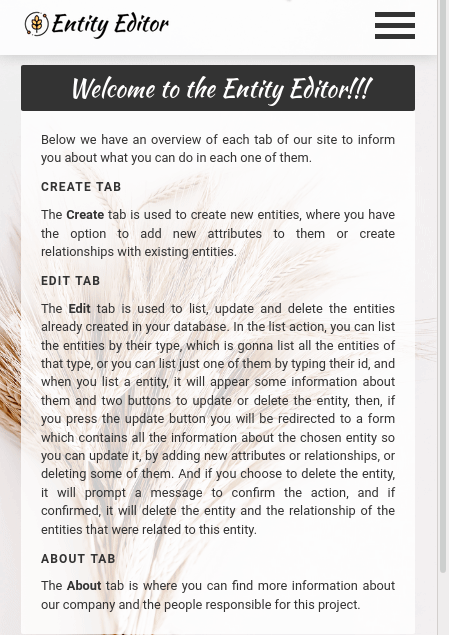 Entity Editor
Welcome to the Entity Editor!!!
Below we have an overview of each tab of our site to inform
you about what you can do in each one of them.
CREATE TAB
The Create tab is used to create new entities, where you have
the option to add new attributes to them or create
relationships with existing entities.
EDIT TAB
The Edit tab is used to list, update and delete the entities
already created in your database. In the list action, you can list
the entities by their type, which is gonna list all the entities of
that type, or you can list just one of them by typing their id, and
when you list a entity, it will appear some information about
them and two buttons to update or delete the entity, then, if
you press the update button you will be redirected to a form
which contains all the information about the chosen entity so
you can update it, by adding new attributes or relationships, or
deleting some of them. And if you choose to delete the entity,
it will prompt a message to confirm the action, and if
confirmed, it will delete the entity and the relationship of the
entities that were related to this entity.
ABOUT TAB
The About tab is where you can find more information about
our company and the people responsible for this project.